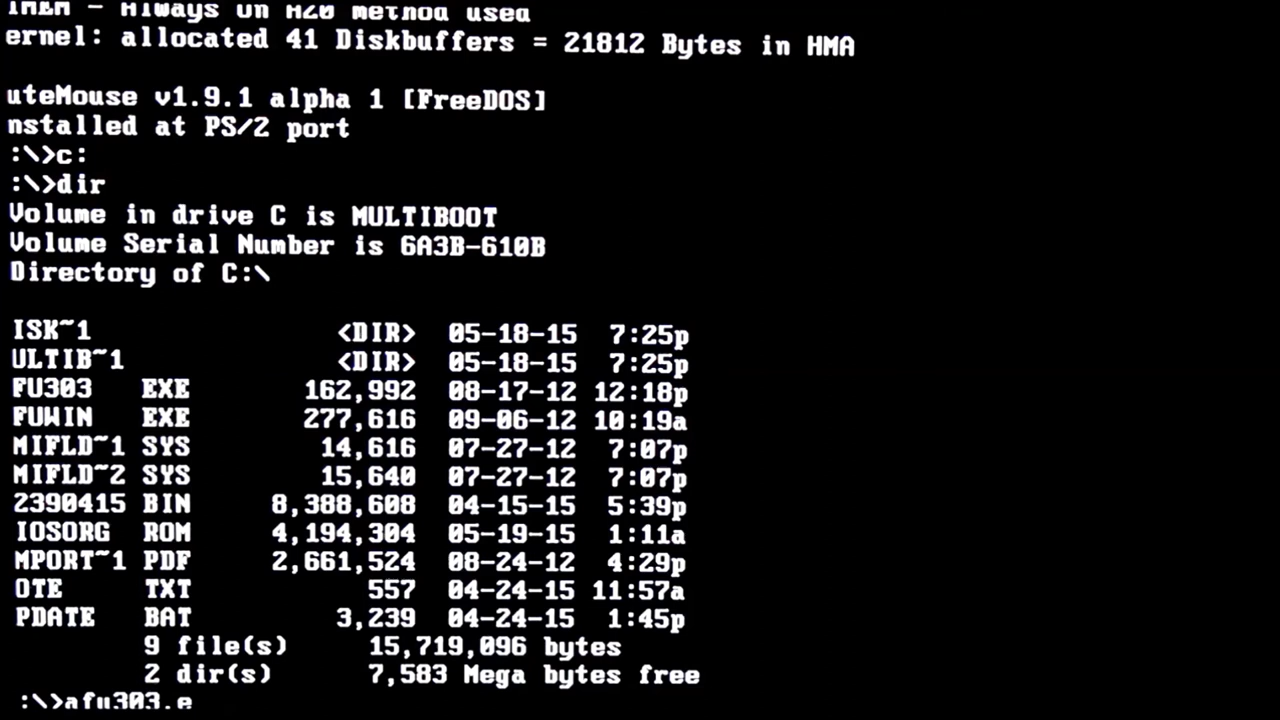 IMEM - Always on A20 method used
ernel: allocated 41 Diskbuffers = 21812 Bytes in HMA
uteMouse v1.9.1 alpha 1 [FreeDOS]
nstalled at PS/2 port
:\>c:
:\>dir
Volume in drive C is MULTIBOOT
Volume Serial Number is 6A3B-610B
Directory of C:\
ISK~1 <DIR> 05-18-15 7:25p
ULTIB~1 <DIR> 05-18-15 7:25p
FU303 EXE 162,992 08-17-12 12:18p
FUWIN EXE 277,616 09-06-12 10:19a
MIFLD~1 SYS 14,616 07-27-12 7:07p
MIFLD~2 SYS 15,640 07-27-12 7:07p
2390415 BIN 8,388,608 04-15-15 5:39p
IOSORG ROM 4,194,304 05-19-15 1:11a
MPORT~1 PDF 2,661,524 08-24-12 4:29p
OTE TXT 557 04-24-15 11:57a
PDATE BAT 3,239 04-24-15 1:45p
9 file(s) 15,719,096 bytes
2 dir(s) 7,583 Mega bytes free
:\>afu303.e